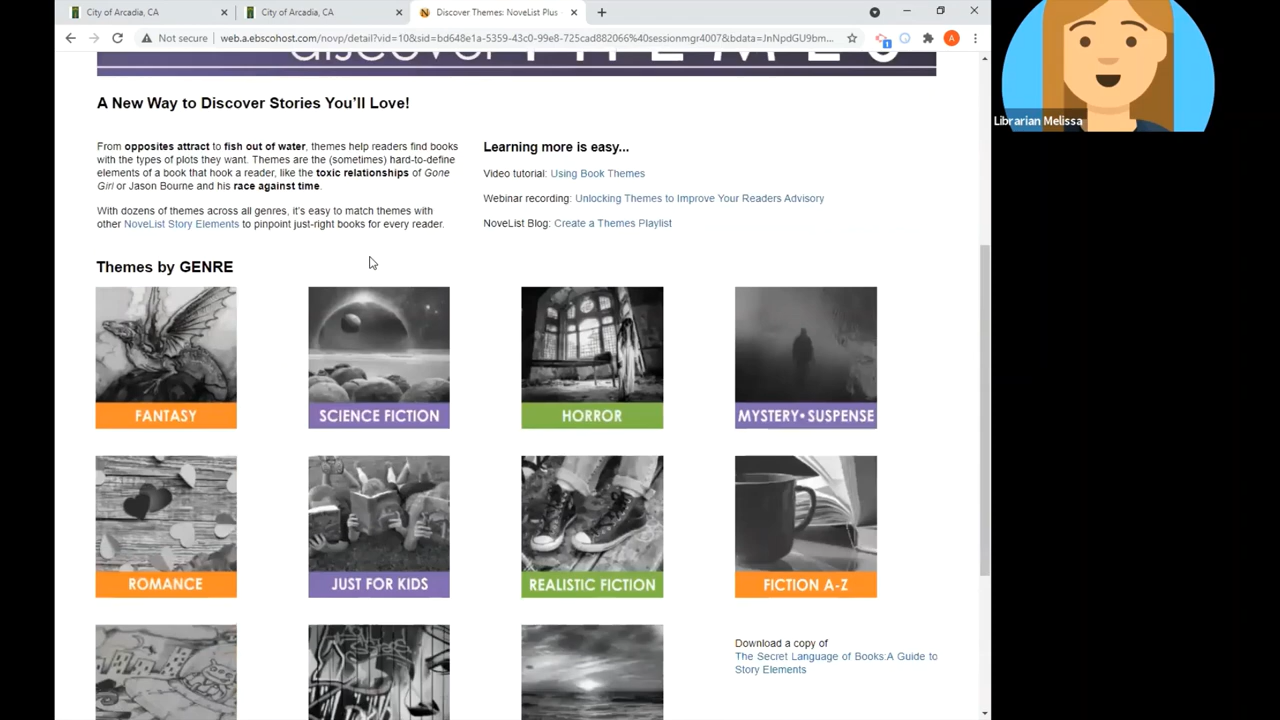 City of Arcadia, CA
City of Arcadia, CA
Discover Themes: NoveList Plus
Not secure
web.a.ebscohost.com/novp/detail?vid=10&sid=bd648e1a-5359-43c0-99e8-725cad882066%40sessionmgr4007&bdata=JnNpdGU9bm...
A
1
discover THEMES
A New Way to Discover Stories You'll Love!
From opposites attract to fish out of water, themes help readers find books
with the types of plots they want. Themes are the (sometimes) hard-to-define
elements of a book that hook a reader, like the toxic relationships of Gone
Girl or Jason Bourne and his race against time.
With dozens of themes across all genres, it's easy to match themes with
other NoveList Story Elements to pinpoint just-right books for every reader.
Learning more is easy...
Video tutorial: Using Book Themes
Webinar recording: Unlocking Themes to Improve Your Readers Advisory
NoveList Blog: Create a Themes Playlist
Themes by GENRE
FANTASY
SCIENCE FICTION
HORROR
MYSTERY•SUSPENSE
ROMANCE
JUST FOR KIDS
REALISTIC FICTION
FICTION A-Z
Download a copy of
The Secret Language of Books:A Guide to
Story Elements
Librarian Melissa